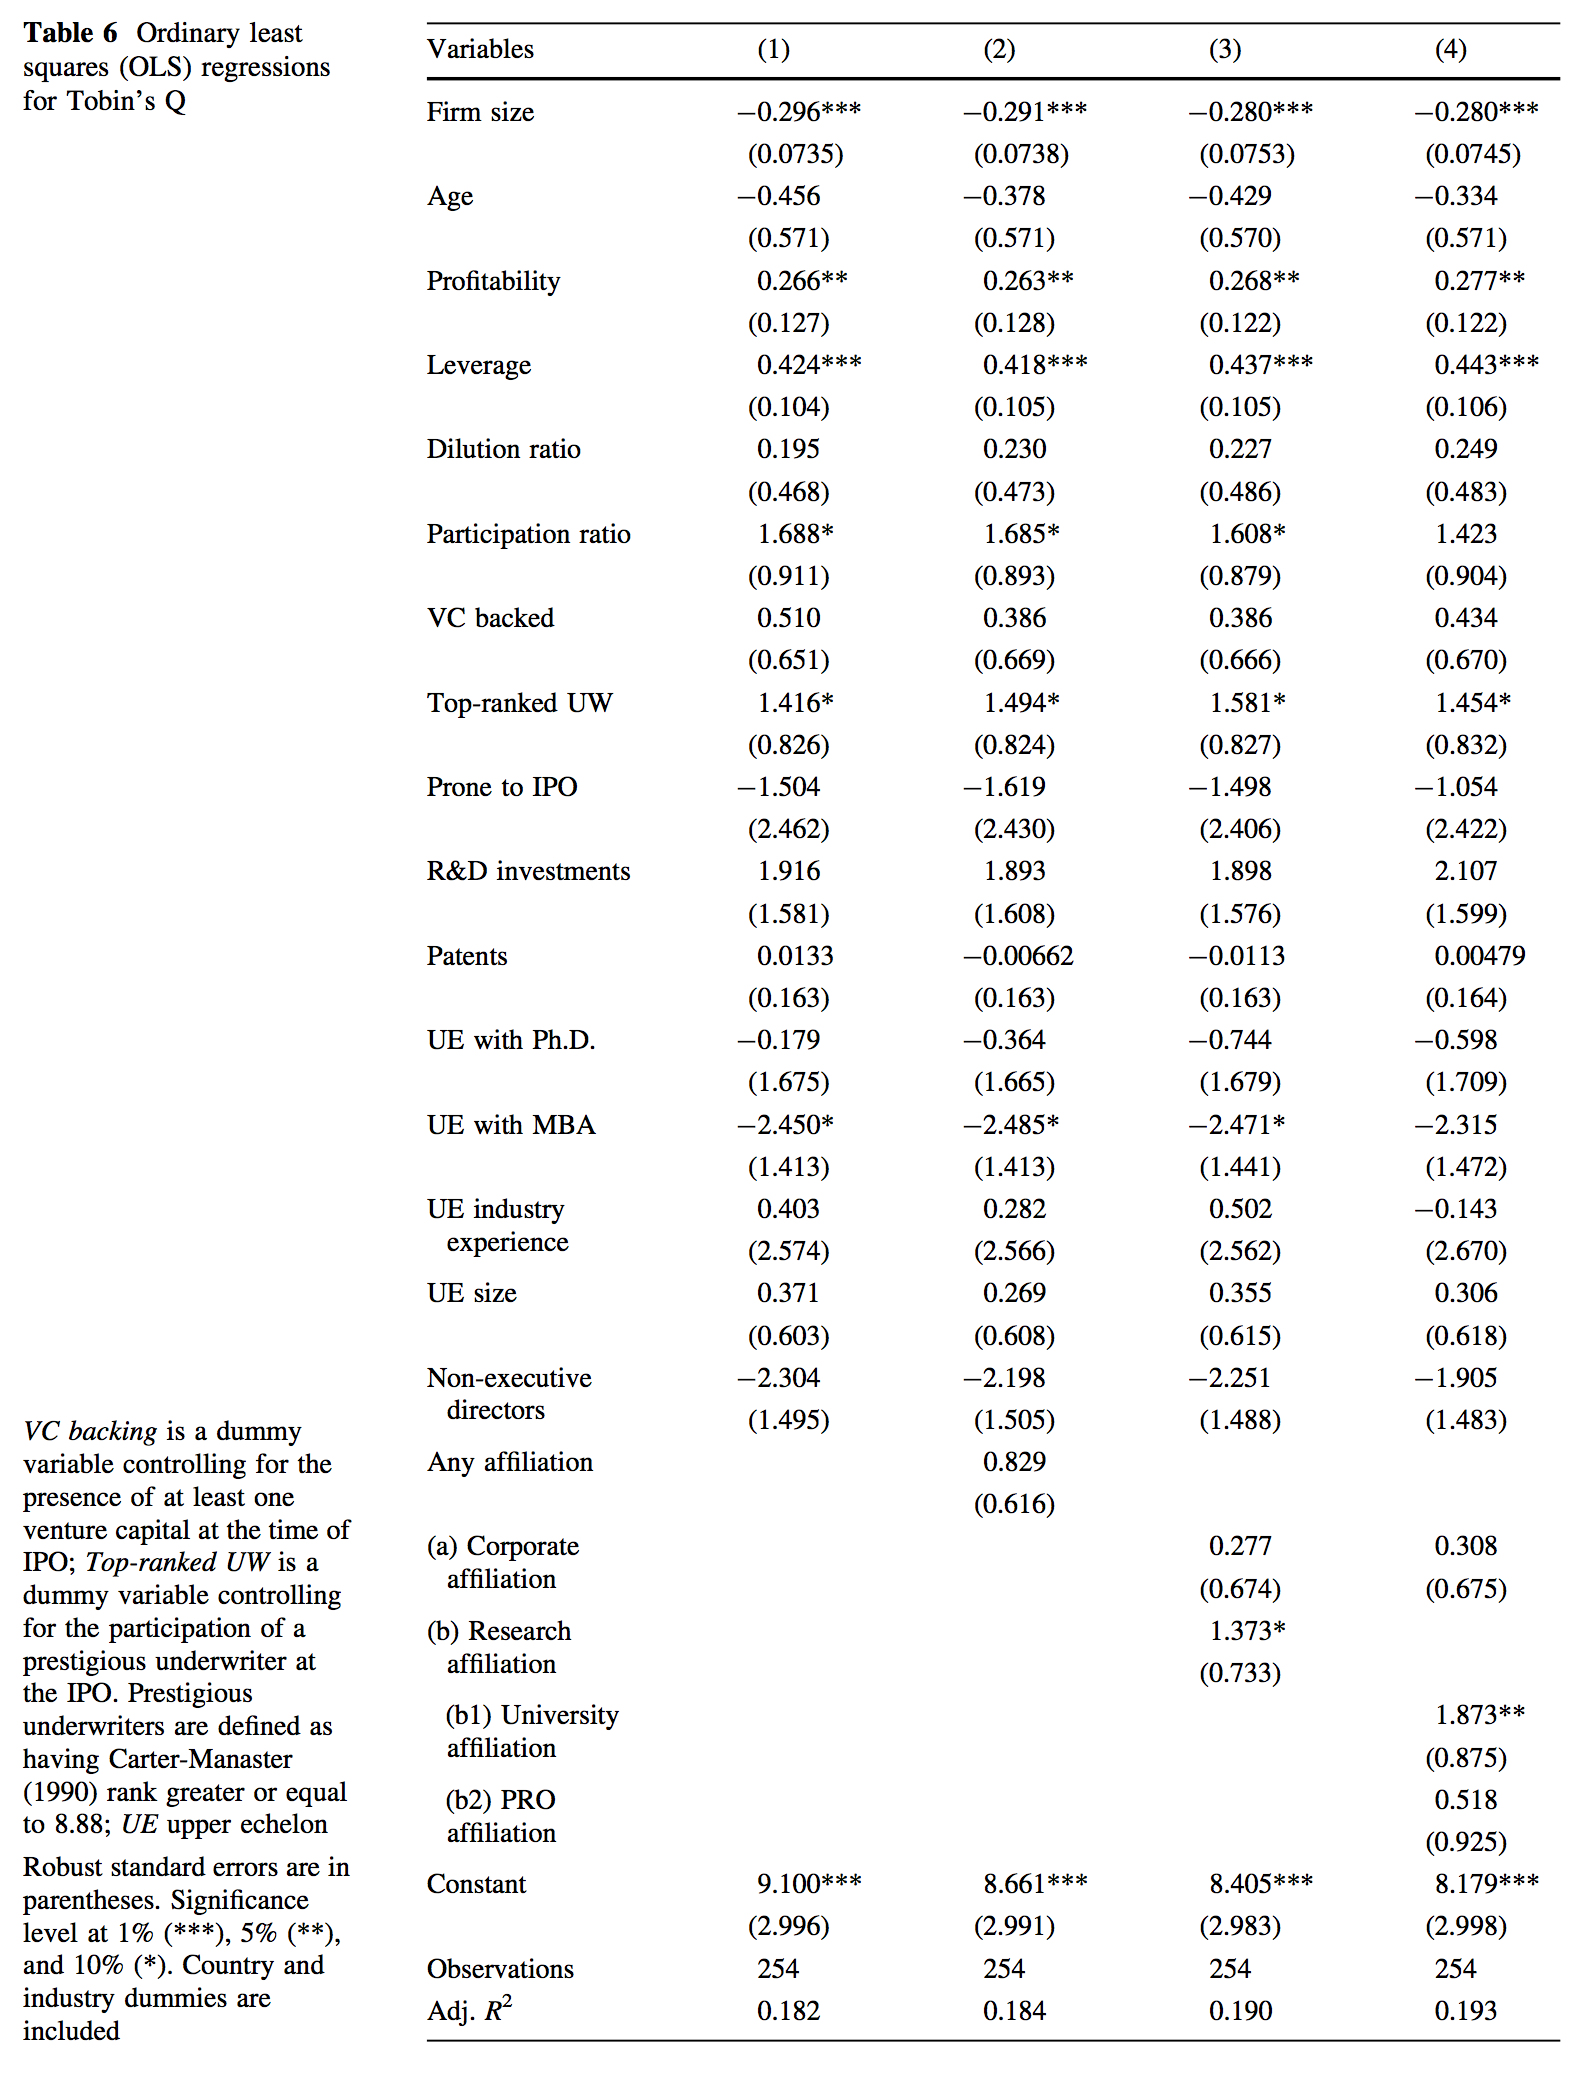 Table 6 Ordinary least
squares (OLS) regressions
for Tobin's Q
Variables (1) (2) (3) (4)
Firm size −0.296*** −0.291*** −0.280*** −0.280***
(0.0735) (0.0738) (0.0753) (0.0745)
Age −0.456 −0.378 −0.429 −0.334
(0.571) (0.571) (0.570) (0.571)
Profitability 0.266** 0.263** 0.268** 0.277**
(0.127) (0.128) (0.122) (0.122)
Leverage 0.424*** 0.418*** 0.437*** 0.443***
(0.104) (0.105) (0.105) (0.106)
Dilution ratio 0.195 0.230 0.227 0.249
(0.468) (0.473) (0.486) (0.483)
Participation ratio 1.688* 1.685* 1.608* 1.423
(0.911) (0.893) (0.879) (0.904)
VC backed 0.510 0.386 0.386 0.434
(0.651) (0.669) (0.666) (0.670)
Top-ranked UW 1.416* 1.494* 1.581* 1.454*
(0.826) (0.824) (0.827) (0.832)
Prone to IPO −1.504 −1.619 −1.498 −1.054
(2.462) (2.430) (2.406) (2.422)
R&D investments 1.916 1.893 1.898 2.107
(1.581) (1.608) (1.576) (1.599)
Patents 0.0133 −0.00662 −0.0113 0.00479
(0.163) (0.163) (0.163) (0.164)
UE with Ph.D. −0.179 −0.364 −0.744 −0.598
(1.675) (1.665) (1.679) (1.709)
UE with MBA −2.450* −2.485* −2.471* −2.315
(1.413) (1.413) (1.441) (1.472)
UE industry 0.403 0.282 0.502 −0.143
experience (2.574) (2.566) (2.562) (2.670)
UE size 0.371 0.269 0.355 0.306
(0.603) (0.608) (0.615) (0.618)
Non-executive −2.304 −2.198 −2.251 −1.905
directors (1.495) (1.505) (1.488) (1.483)
Any affiliation 0.829
(0.616)
(a) Corporate 0.277 0.308
affiliation (0.674) (0.675)
(b) Research 1.373*
affiliation (0.733)
(b1) University 1.873**
affiliation (0.875)
(b2) PRO 0.518
affiliation (0.925)
Constant 9.100*** 8.661*** 8.405*** 8.179***
(2.996) (2.991) (2.983) (2.998)
Observations 254 254 254 254
Adj. R² 0.182 0.184 0.190 0.193
VC backing is a dummy
variable controlling for the
presence of at least one
venture capital at the time of
IPO; Top-ranked UW is a
dummy variable controlling
for the participation of a
prestigious underwriter at
the IPO. Prestigious
underwriters are defined as
having Carter-Manaster
(1990) rank greater or equal
to 8.88; UE upper echelon
Robust standard errors are in
parentheses. Significance
level at 1% (***), 5% (**),
and 10% (*). Country and
industry dummies are
included